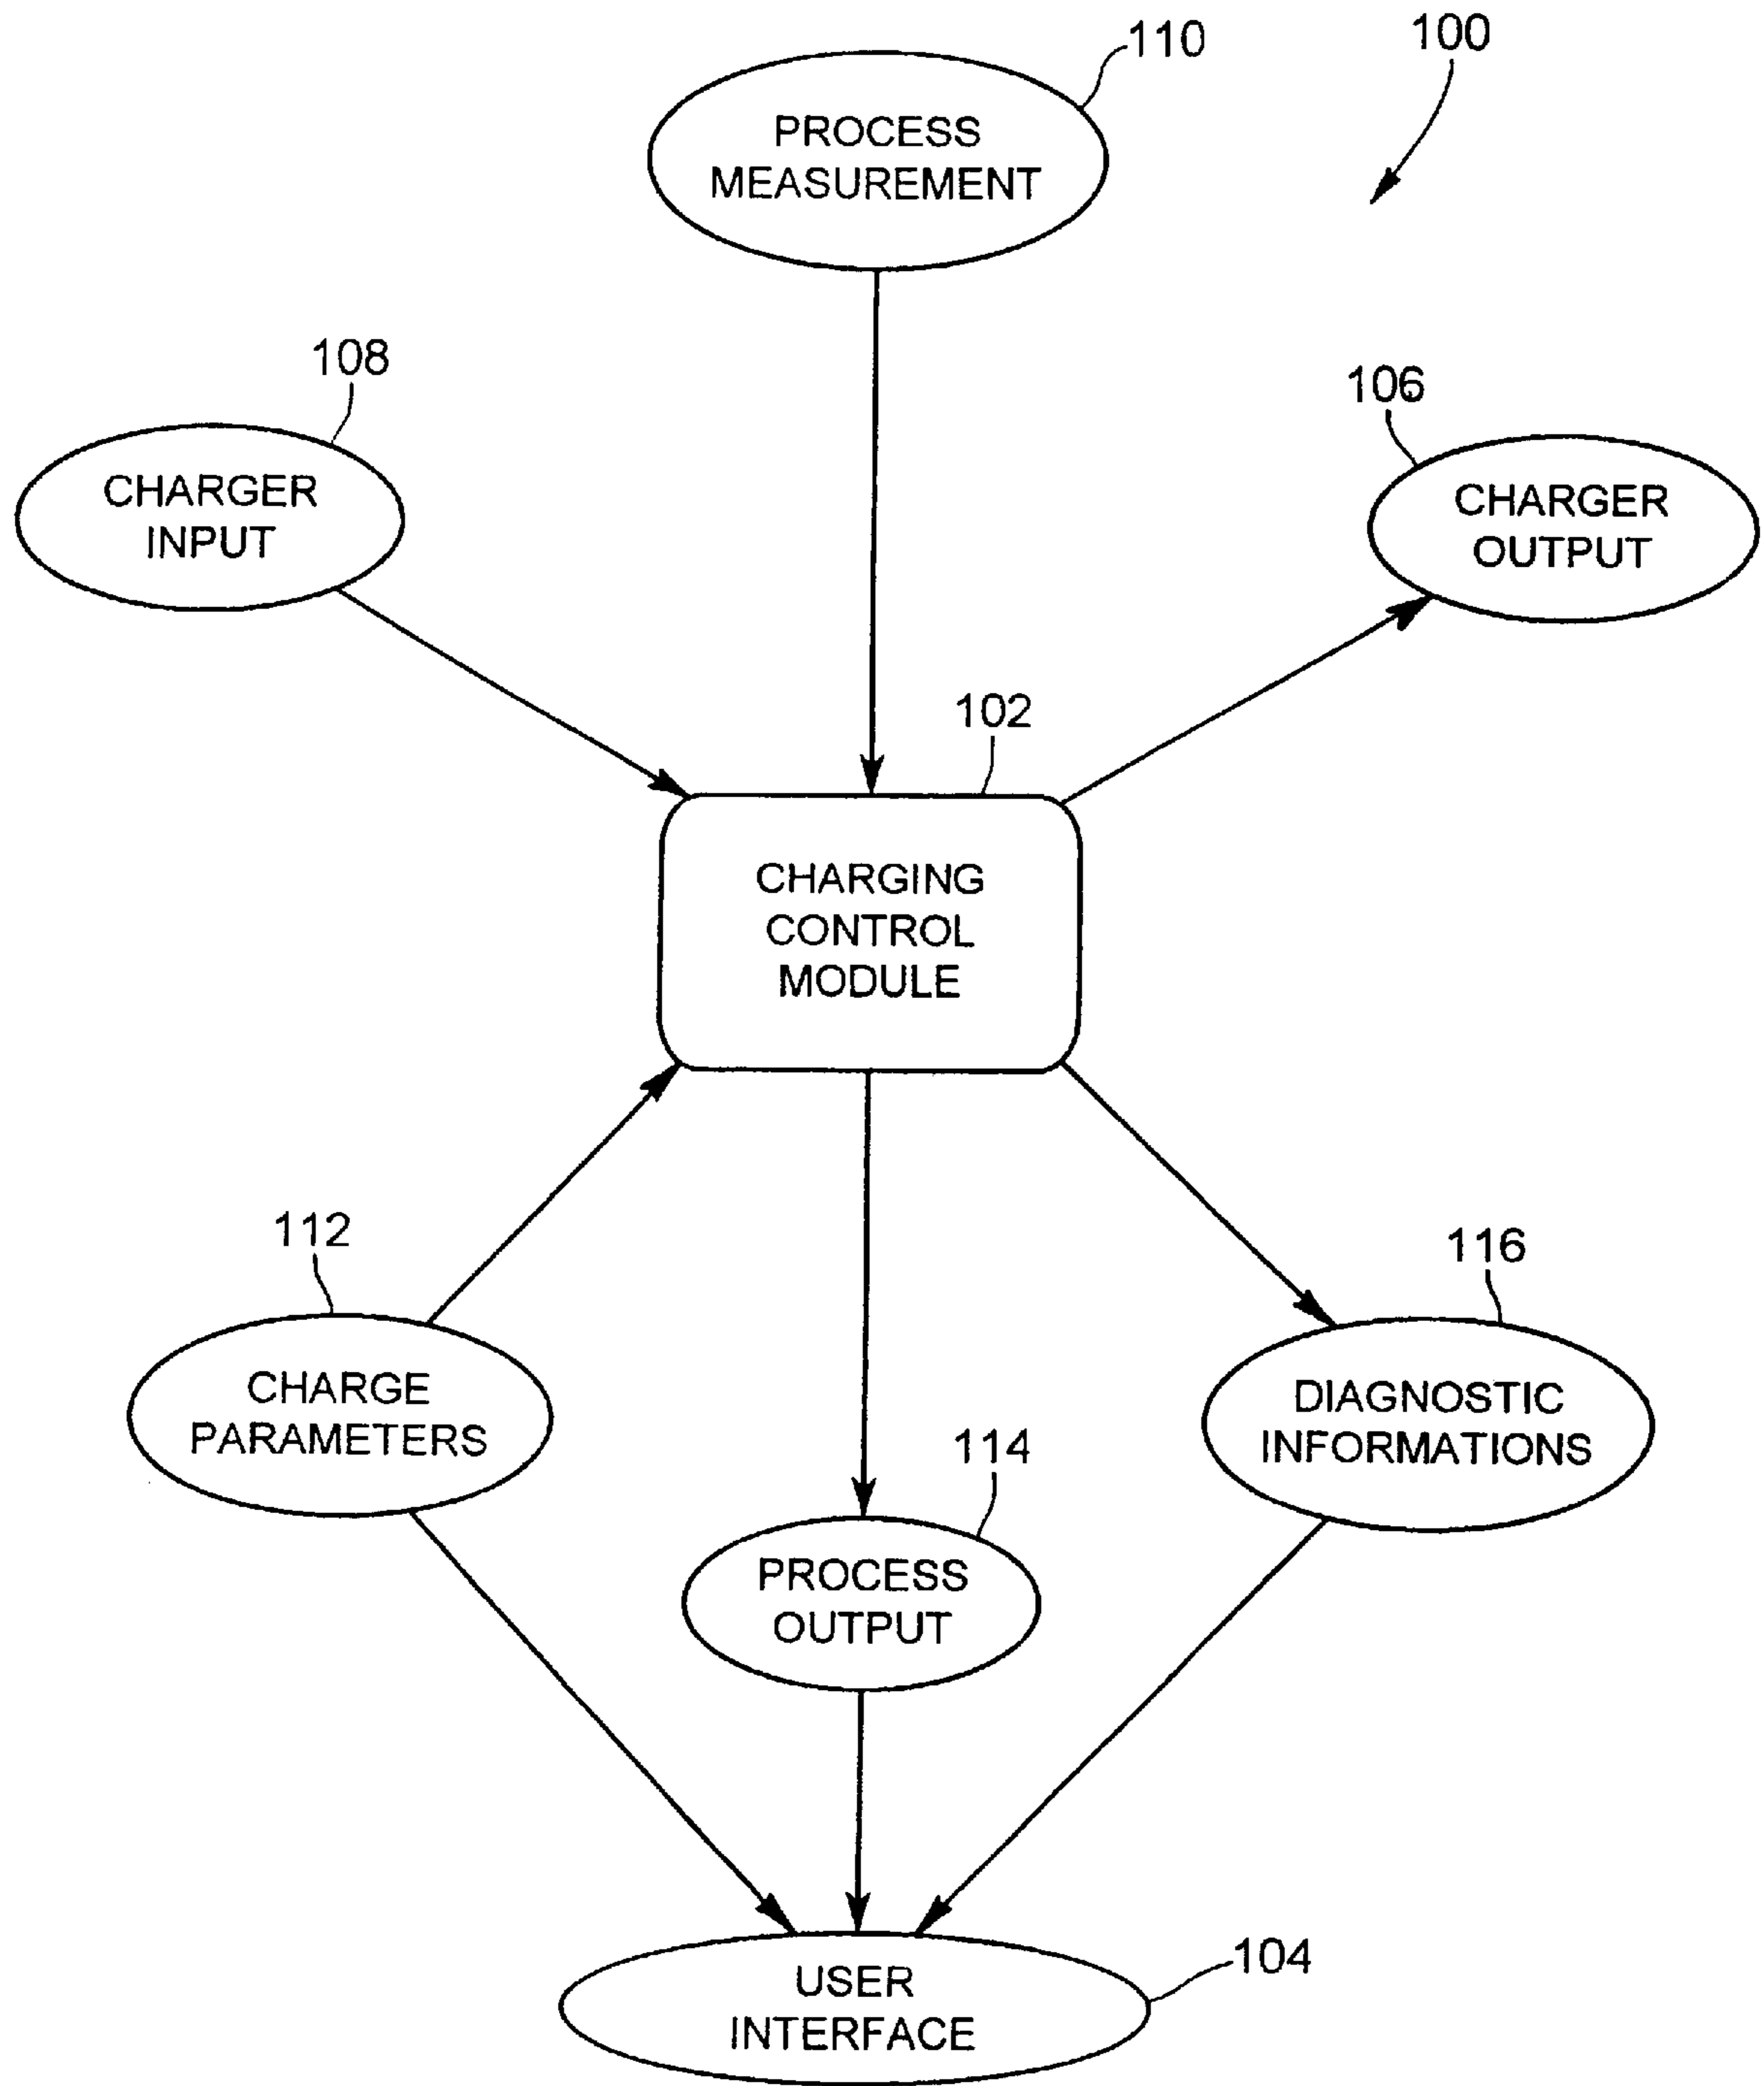 110
100
PROCESS
MEASUREMENT
108
106
CHARGER
INPUT
CHARGER
OUTPUT
102
CHARGING
CONTROL
MODULE
112
116
CHARGE
PARAMETERS
DIAGNOSTIC
INFORMATIONS
114
PROCESS
OUTPUT
104
USER
INTERFACE